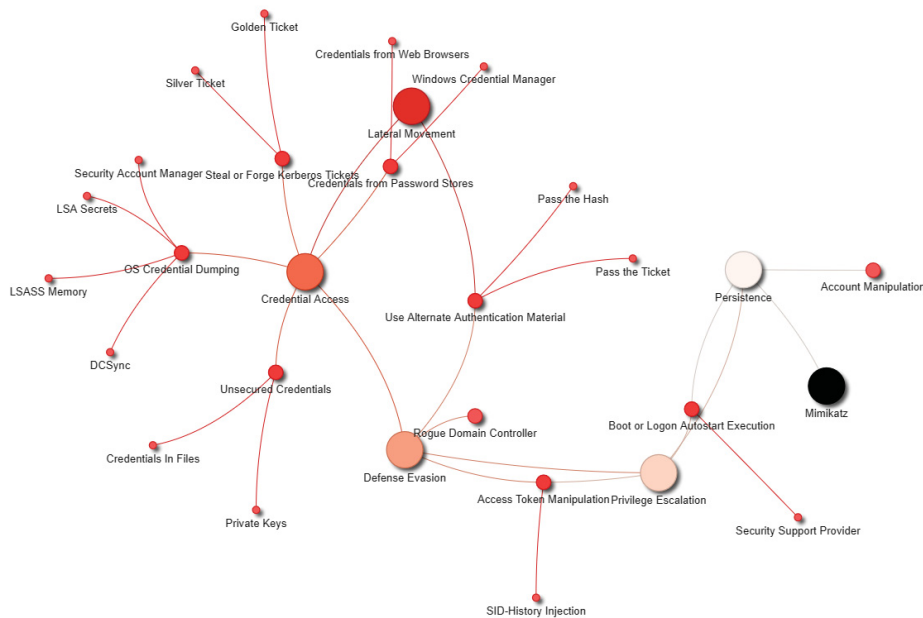 Golden Ticket
Credentials from Web Browsers
Windows Credential Manager
Silver Ticket
Lateral Movement
Security Account Manager
Steal or Forge Kerberos Tickets
Credentials from Password Stores
Pass the Hash
LSA Secrets
OS Credential Dumping
Pass the Ticket
LSASS Memory
Credential Access
Persistence
Account Manipulation
Use Alternate Authentication Material
DCSync
Unsecured Credentials
Mimikatz
Rogue Domain Controller
Boot or Logon Autostart Execution
Credentials In Files
Defense Evasion
Access Token Manipulation
Privilege Escalation
Private Keys
Security Support Provider
SID-History Injection